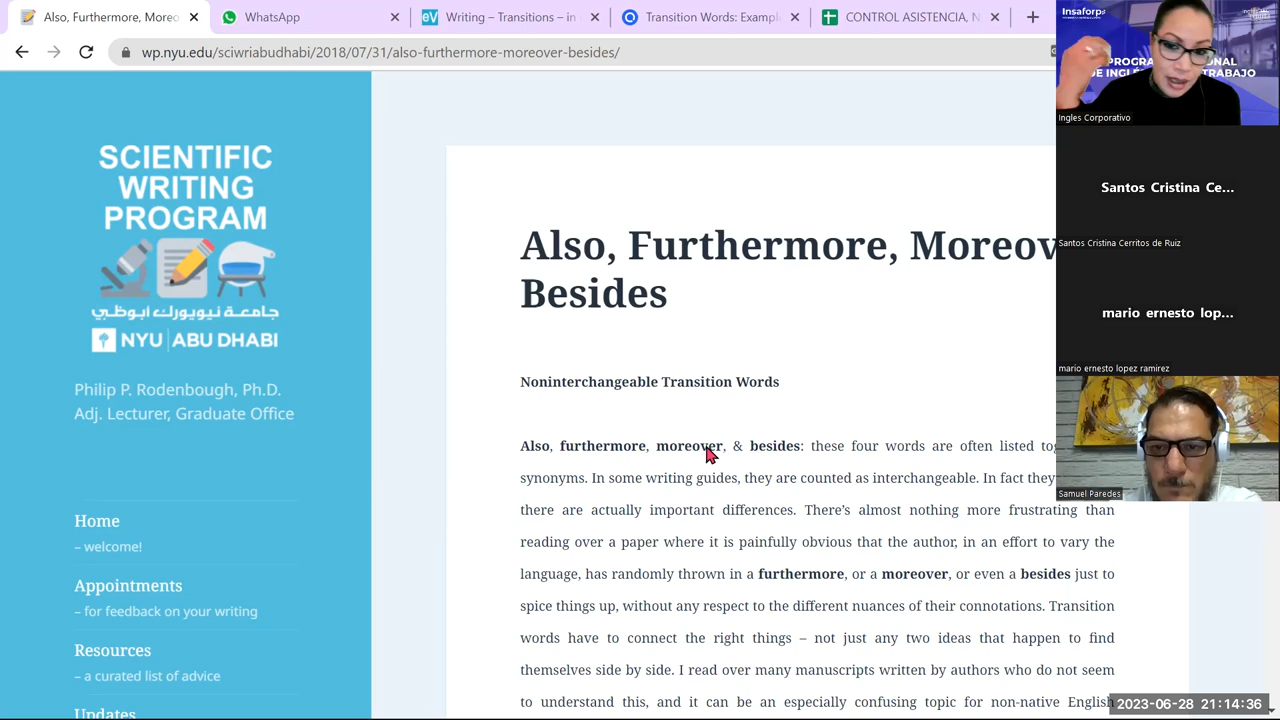 Also, Furthermore, Moreo
WhatsApp
Writing – Transitions – in
Transition Words: Exampl
CONTROL ASISTENCIA, N
wp.nyu.edu/sciwriabudhabi/2018/07/31/also-furthermore-moreover-besides/
SCIENTIFIC
WRITING
PROGRAM
جامعة نيويورك أبوظبي
NYU ABU DHABI
Philip P. Rodenbough, Ph.D.
Adj. Lecturer, Graduate Office
Home
– welcome!
Appointments
– for feedback on your writing
Resources
– a curated list of advice
Updates
Also, Furthermore, Moreov
Besides
Noninterchangeable Transition Words
Also, furthermore, moreover, & besides: these four words are often listed to
synonyms. In some writing guides, they are counted as interchangeable. In fact they
there are actually important differences. There’s almost nothing more frustrating than
reading over a paper where it is painfully obvious that the author, in an effort to vary the
language, has randomly thrown in a furthermore, or a moreover, or even a besides just to
spice things up, without any respect to the different nuances of their connotations. Transition
words have to connect the right things – not just any two ideas that happen to find
themselves side by side. I read over many manuscripts written by authors who do not seem
to understand this, and it can be an especially confusing topic for non-native English
Insaforp
PROGRA ONAL
DE INGLÉ TRABAJO
Ingles Corporativo
Santos Cristina Ce...
Santos Cristina Cerritos de Ruiz
mario ernesto lop...
mario ernesto lopez ramirez
Samuel Paredes
2023-06-28 21:14:36